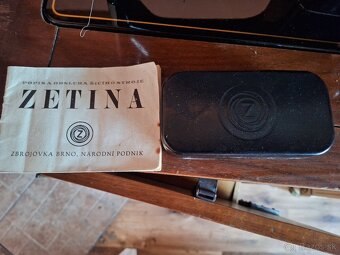 POPIS A OBSLUHA ŠICÍHO STROJE
ZETINA
Z
ZBROJOVKA BRNO, NÁRODNÍ PODNIK
Z